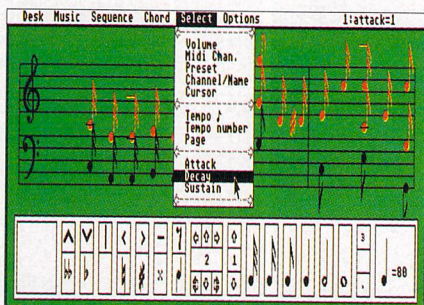 Desk Music Sequence Chord Select Options 1:attack=1
Volume
Midi Chan.
Preset
Channel/Name
Cursor
Tempo ♪
Tempo number
Page
Attack
Decay
Sustain
2 1 3
=80